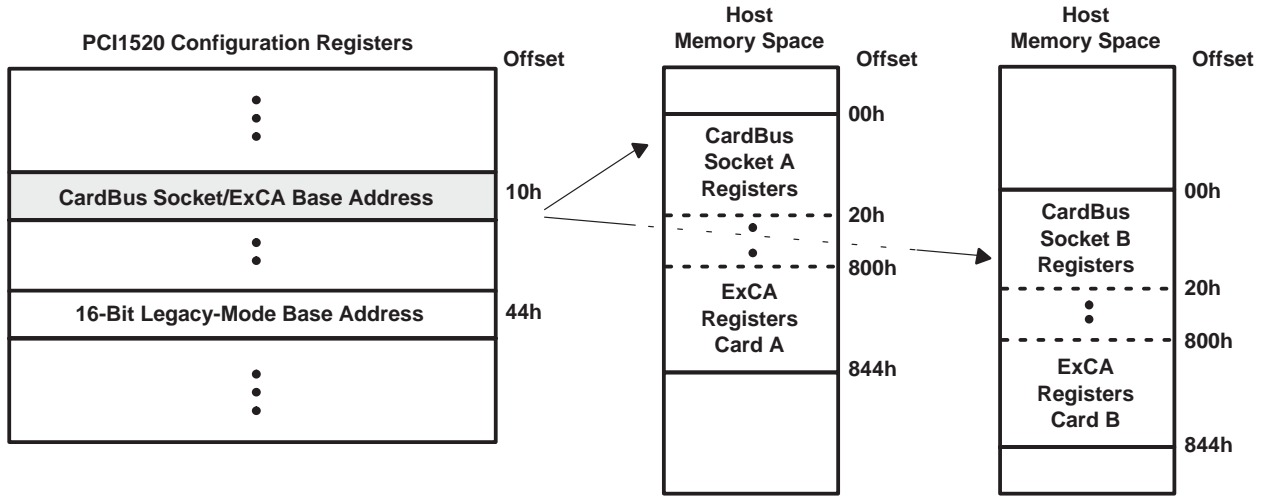 PCI1520 Configuration Registers
Offset
CardBus Socket/ExCA Base Address
10h
16-Bit Legacy-Mode Base Address
44h
Host
Memory Space
Offset
00h
CardBus
Socket A
Registers
20h
800h
ExCA
Registers
Card A
844h
Host
Memory Space
Offset
00h
CardBus
Socket B
Registers
20h
800h
ExCA
Registers
Card B
844h